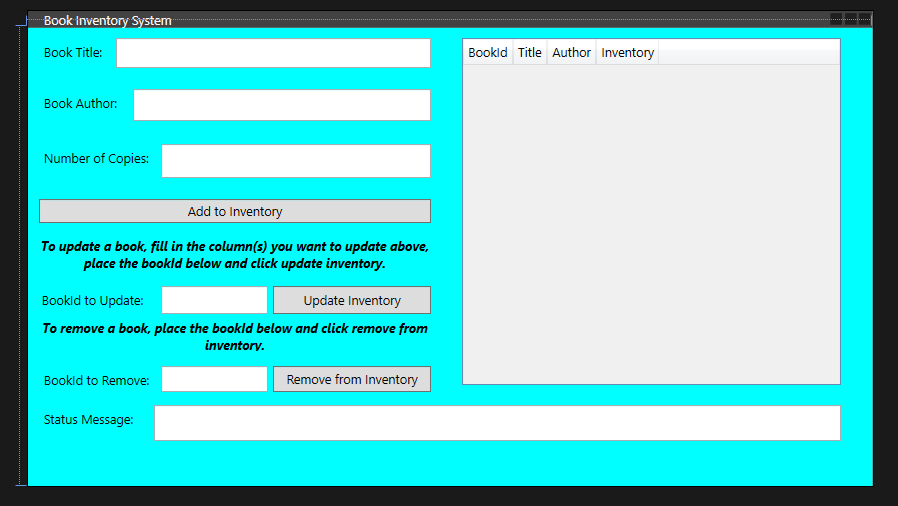 Book Inventory System
Book Title:
Book Author:
Number of Copies:
Add to Inventory
To update a book, fill in the column(s) you want to update above,
place the bookId below and click update inventory.
BookId to Update:
Update Inventory
To remove a book, place the bookId below and click remove from
inventory.
BookId to Remove:
Remove from Inventory
Status Message:
BookId Title Author Inventory